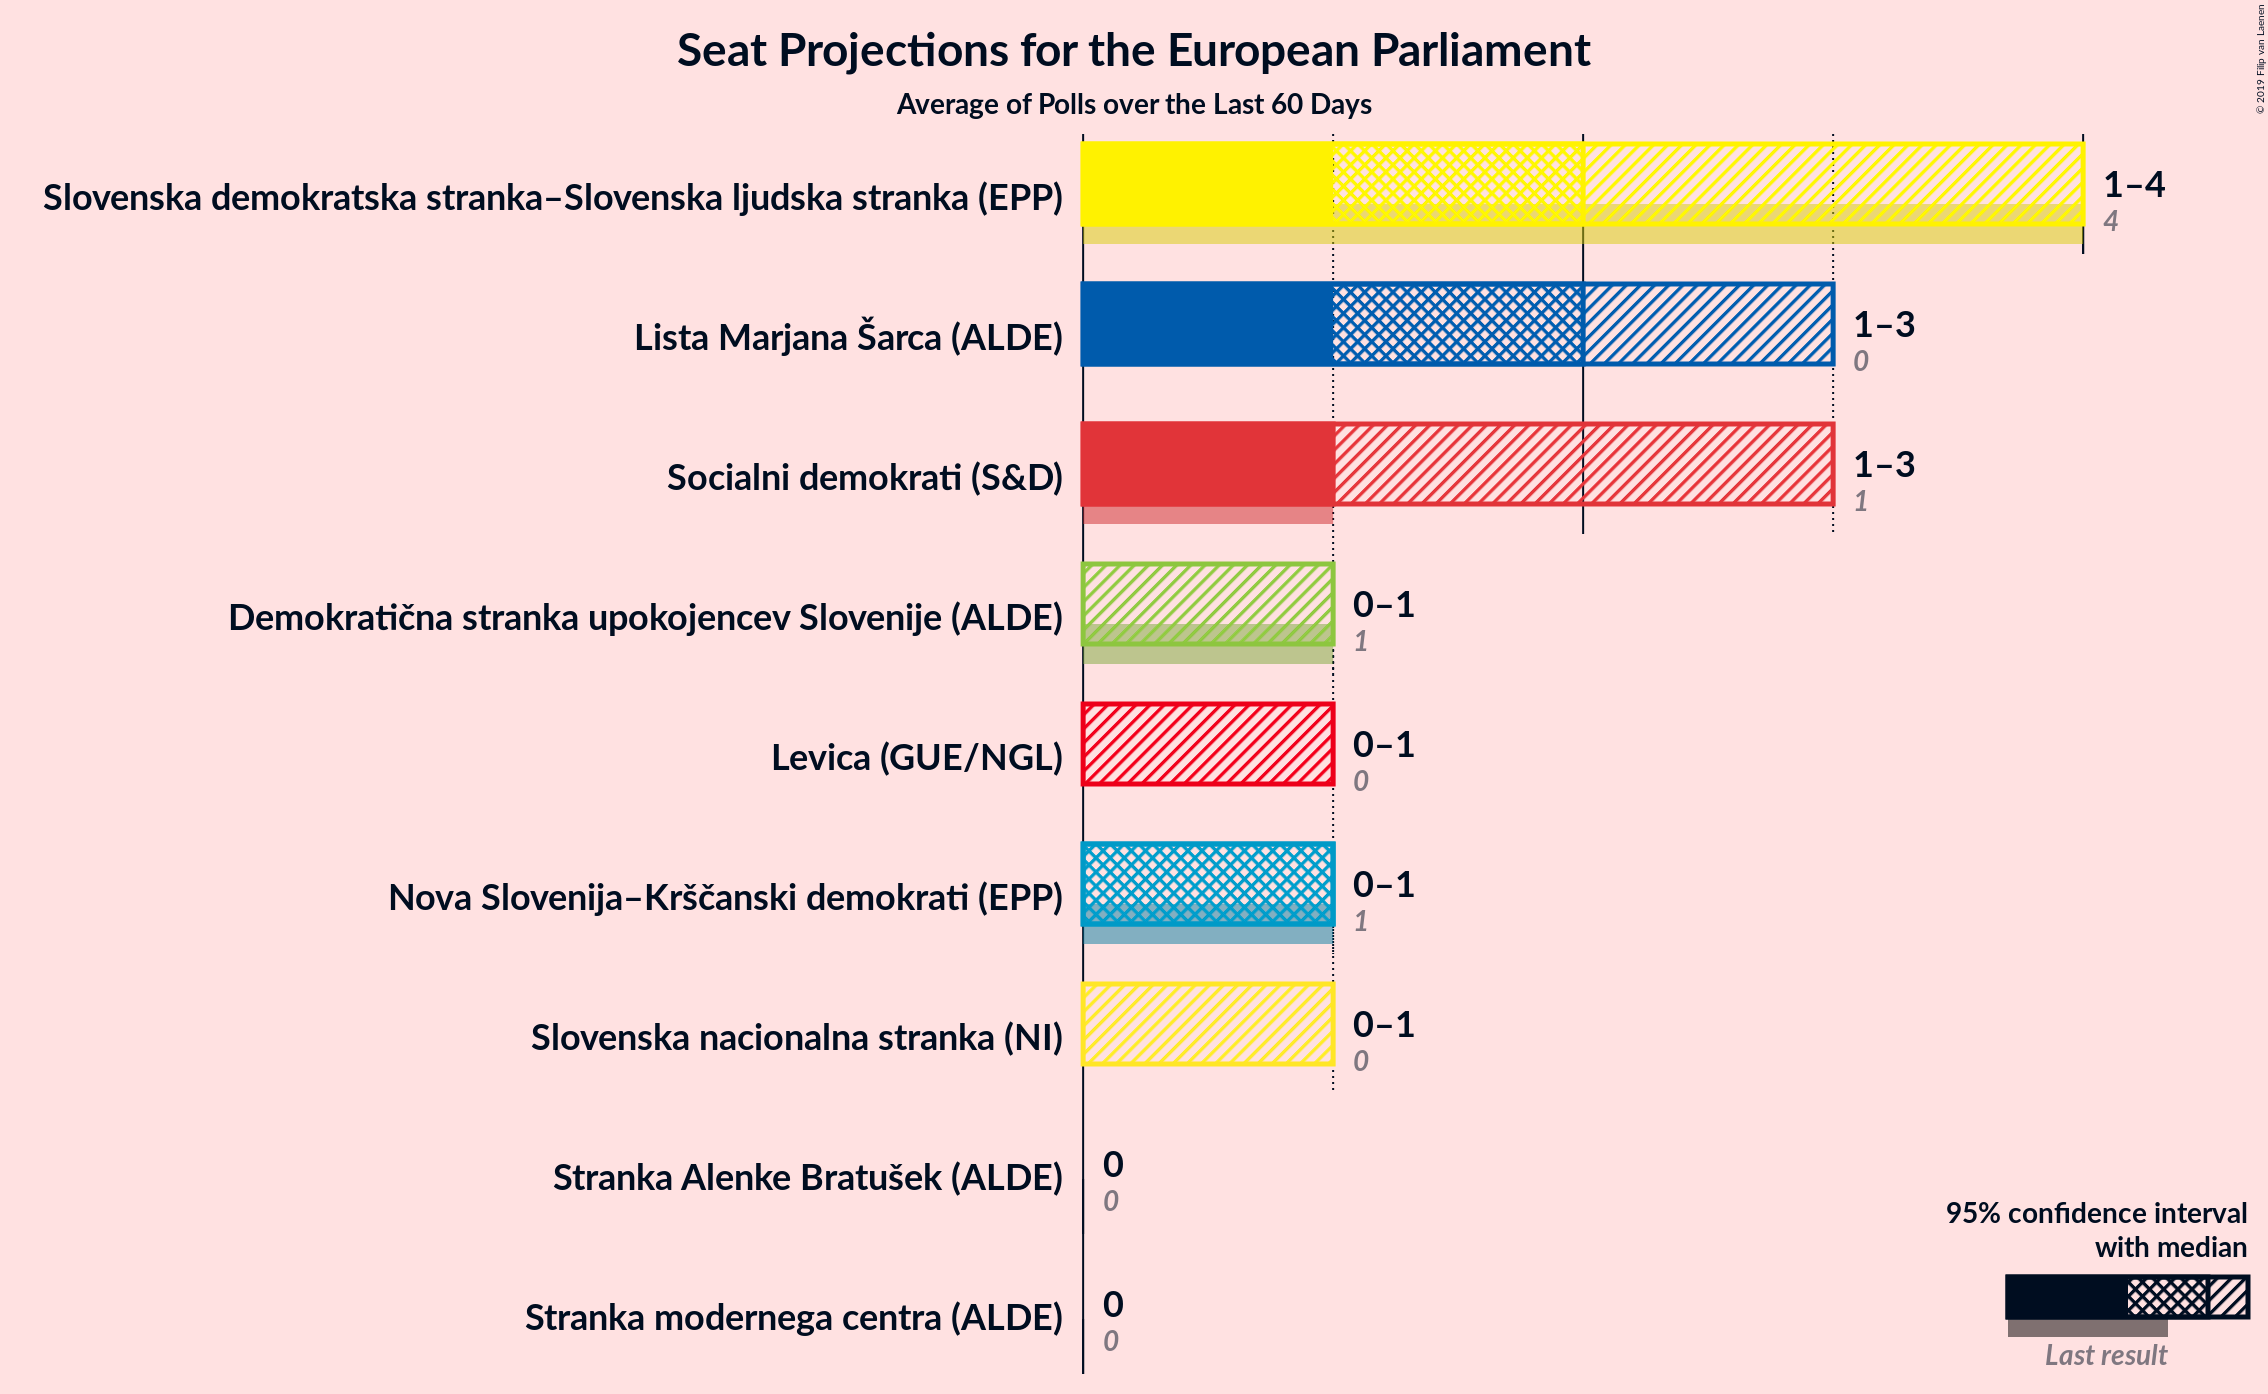 Seat Projections for the European Parliament
Average of Polls over the Last 60 Days
© 2019 Filip van Laenen
Slovenska demokratska stranka–Slovenska ljudska stranka (EPP)
1–4
4
Lista Marjana Šarca (ALDE)
1–3
0
Socialni demokrati (S&D)
1–3
1
Demokratična stranka upokojencev Slovenije (ALDE)
0–1
1
Levica (GUE/NGL)
0–1
0
Nova Slovenija–Krščanski demokrati (EPP)
0–1
1
Slovenska nacionalna stranka (NI)
0–1
0
Stranka Alenke Bratušek (ALDE)
0
0
Stranka modernega centra (ALDE)
0
0
95% confidence interval
with median
Last result